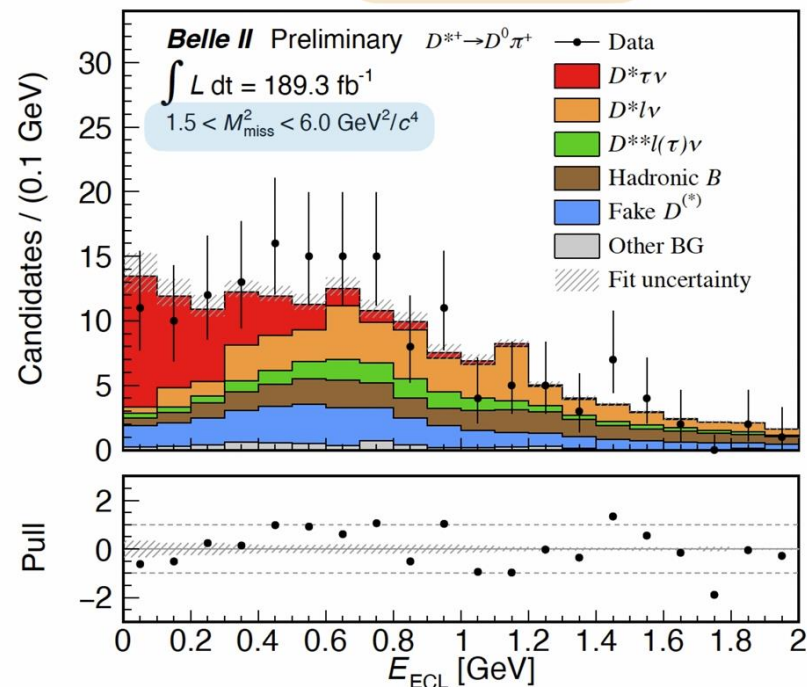 Belle II Preliminary D*+→D⁰π⁺
∫ L dt = 189.3 fb⁻¹
1.5 < M²miss < 6.0 GeV²/c⁴
Data
D*τν
D*lν
D**l(τ)ν
Hadronic B
Fake D(*)
Other BG
Fit uncertainty
Candidates / (0.1 GeV)
30
25
20
15
10
5
0
Pull
2
0
−2
0 0.2 0.4 0.6 0.8 1 1.2 1.4 1.6 1.8 2
E_ECL [GeV]